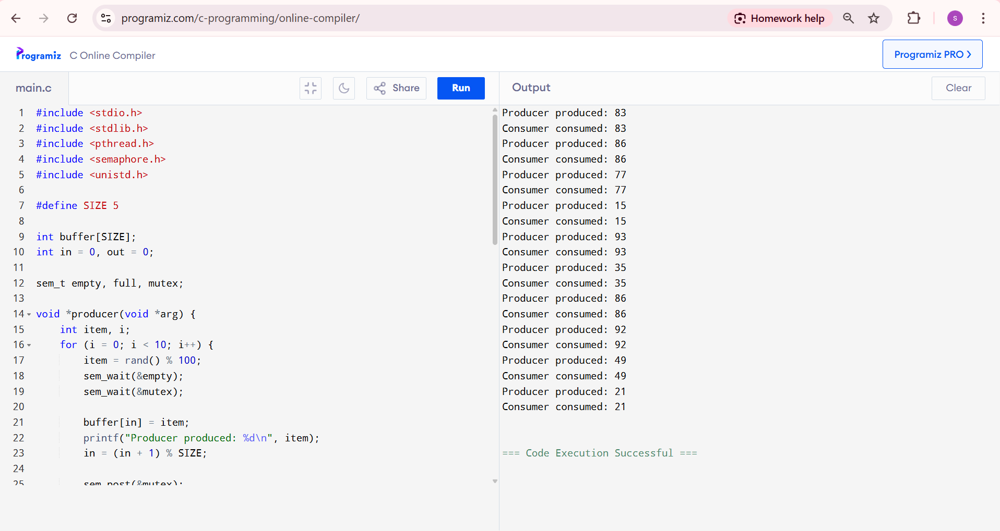 programiz.com/c-programming/online-compiler/
Homework help
S
Programiz
C Online Compiler
Programiz PRO ❯
main.c
Share
Run
Output
Clear
1 #include <stdio.h>
2 #include <stdlib.h>
3 #include <pthread.h>
4 #include <semaphore.h>
5 #include <unistd.h>
6
7 #define SIZE 5
8
9 int buffer[SIZE];
10 int in = 0, out = 0;
11
12 sem_t empty, full, mutex;
13
14 void *producer(void *arg) {
15     int item, i;
16     for (i = 0; i < 10; i++) {
17         item = rand() % 100;
18         sem_wait(&empty);
19         sem_wait(&mutex);
20
21         buffer[in] = item;
22         printf("Producer produced: %d\n", item);
23         in = (in + 1) % SIZE;
24
25         sem_post(&mutex);
Producer produced: 83
Consumer consumed: 83
Producer produced: 86
Consumer consumed: 86
Producer produced: 77
Consumer consumed: 77
Producer produced: 15
Consumer consumed: 15
Producer produced: 93
Consumer consumed: 93
Producer produced: 35
Consumer consumed: 35
Producer produced: 86
Consumer consumed: 86
Producer produced: 92
Consumer consumed: 92
Producer produced: 49
Consumer consumed: 49
Producer produced: 21
Consumer consumed: 21
=== Code Execution Successful ===